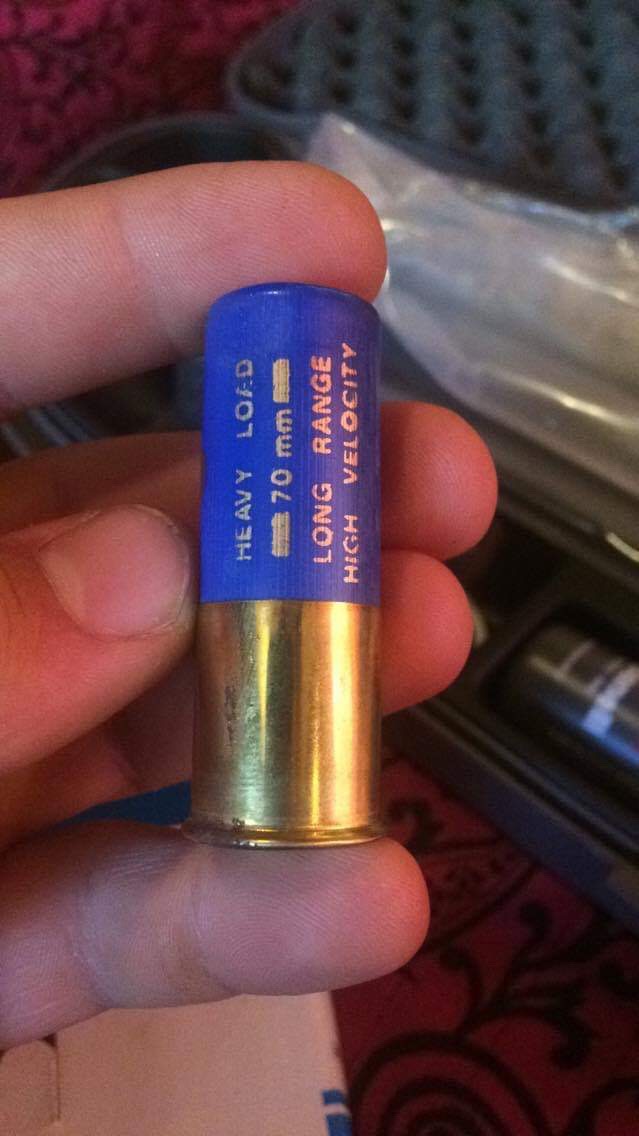 HEAVY LOAD
70 mm
LONG RANGE
HIGH VELOCITY